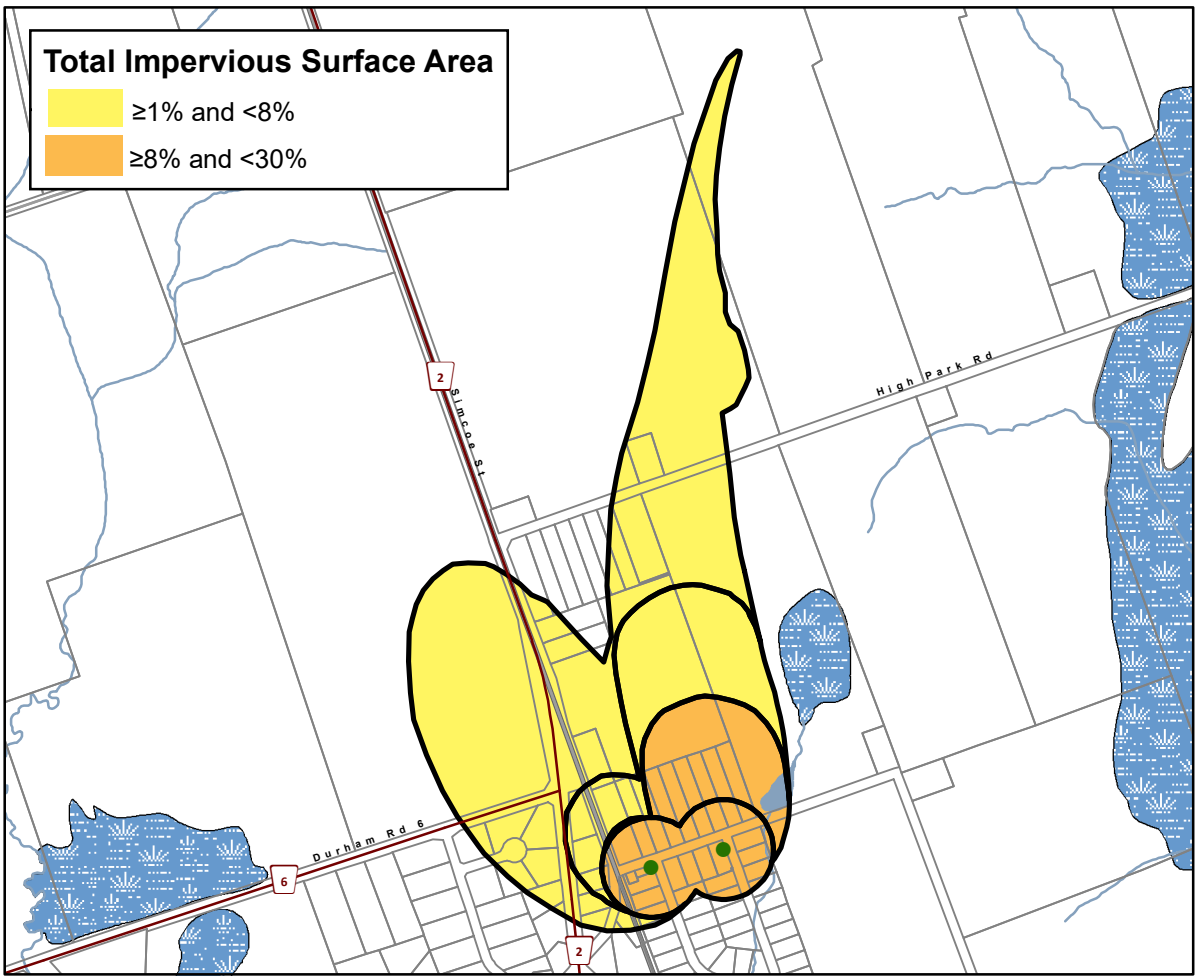 Total Impervious Surface Area
≥1% and <8%
≥8% and <30%
High Park Rd
2
Simcoe St
Durham Rd 6
6
2